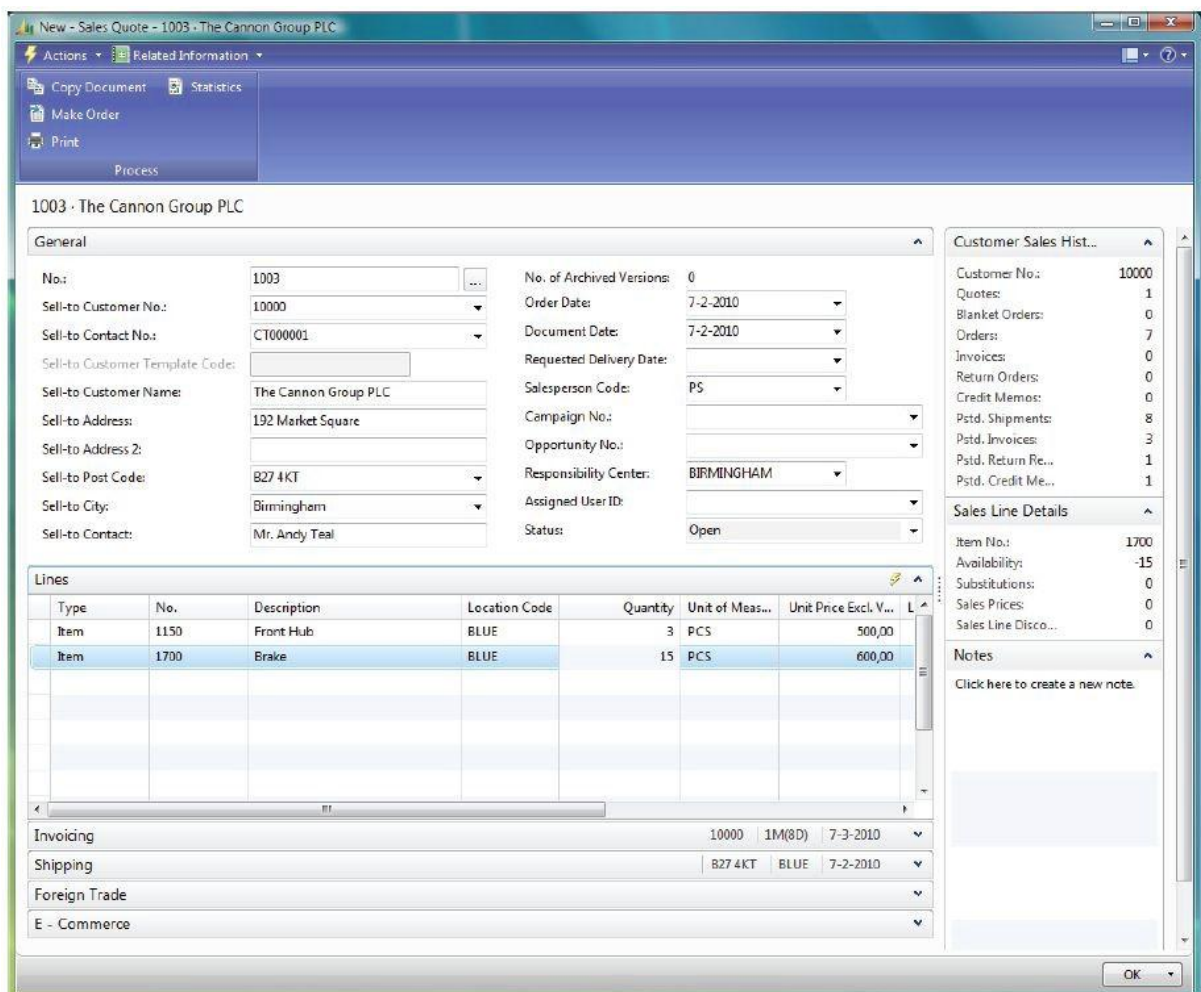 New - Sales Quote - 1003 · The Cannon Group PLC
Actions Related Information
Copy Document Statistics
Make Order
Print
Process
1003 · The Cannon Group PLC
General
No.: 1003 ...
Sell-to Customer No.: 10000
Sell-to Contact No.: CT000001
Sell-to Customer Template Code:
Sell-to Customer Name: The Cannon Group PLC
Sell-to Address: 192 Market Square
Sell-to Address 2:
Sell-to Post Code: B27 4KT
Sell-to City: Birmingham
Sell-to Contact: Mr. Andy Teal
No. of Archived Versions: 0
Order Date: 7-2-2010
Document Date: 7-2-2010
Requested Delivery Date:
Salesperson Code: PS
Campaign No.:
Opportunity No.:
Responsibility Center: BIRMINGHAM
Assigned User ID:
Status: Open
Lines
Type No. Description Location Code Quantity Unit of Meas... Unit Price Excl. V... L
Item 1150 Front Hub BLUE 3 PCS 500,00
Item 1700 Brake BLUE 15 PCS 600,00
Invoicing 10000 1M(8D) 7-3-2010
Shipping B27 4KT BLUE 7-2-2010
Foreign Trade
E - Commerce
Customer Sales Hist...
Customer No.: 10000
Quotes: 1
Blanket Orders: 0
Orders: 7
Invoices: 0
Return Orders: 0
Credit Memos: 0
Pstd. Shipments: 8
Pstd. Invoices: 3
Pstd. Return Re... 1
Pstd. Credit Me... 1
Sales Line Details
Item No.: 1700
Availability: -15
Substitutions: 0
Sales Prices: 0
Sales Line Disco... 0
Notes
Click here to create a new note.
OK